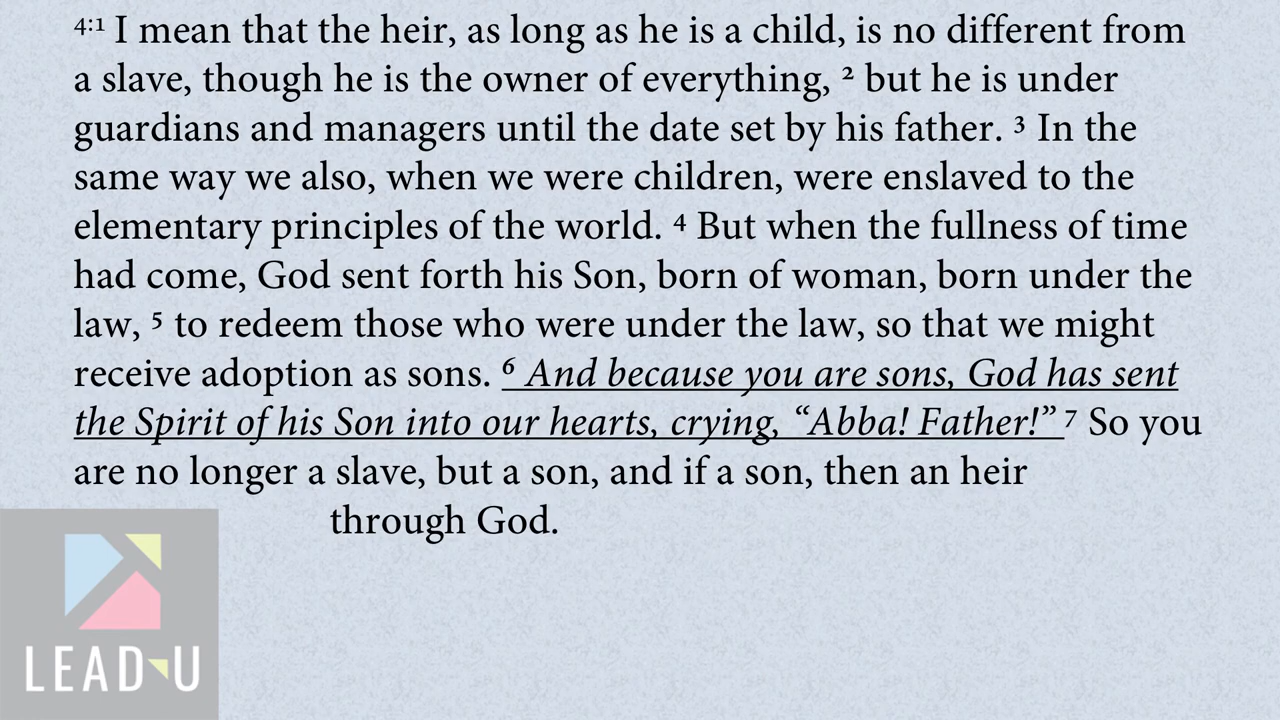 4:1 I mean that the heir, as long as he is a child, is no different from
a slave, though he is the owner of everything, 2 but he is under
guardians and managers until the date set by his father. 3 In the
same way we also, when we were children, were enslaved to the
elementary principles of the world. 4 But when the fullness of time
had come, God sent forth his Son, born of woman, born under the
law, 5 to redeem those who were under the law, so that we might
receive adoption as sons. 6 And because you are sons, God has sent
the Spirit of his Son into our hearts, crying, “Abba! Father!” 7 So you
are no longer a slave, but a son, and if a son, then an heir
through God.
LEAD U